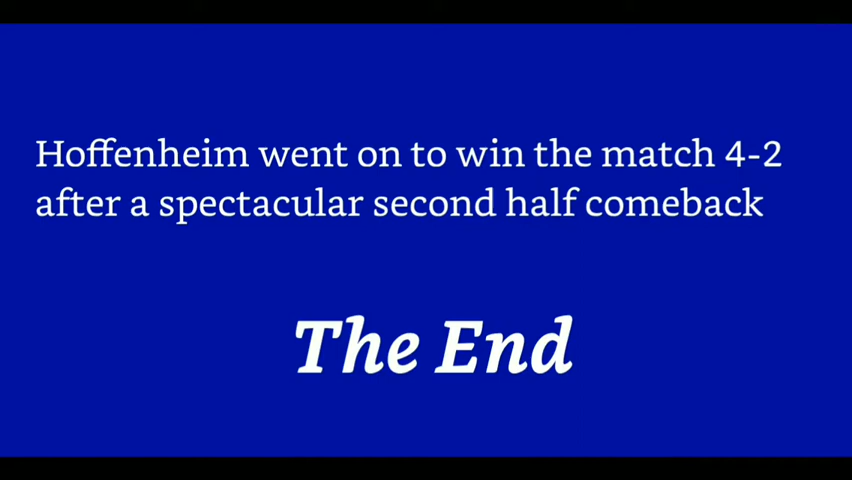 Hoffenheim went on to win the match 4-2
after a spectacular second half comeback
The End